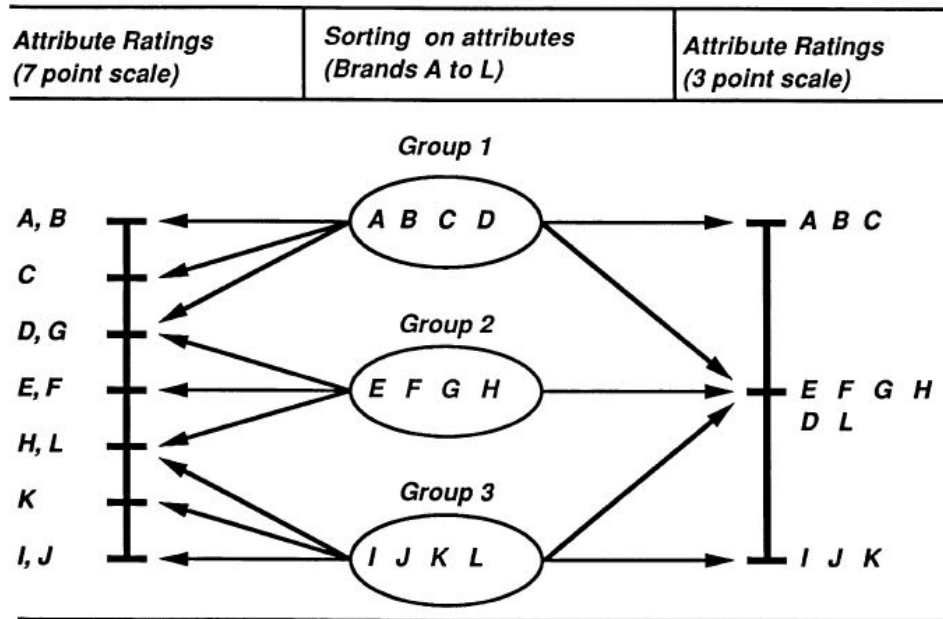 Attribute Ratings
(7 point scale)
Sorting on attributes
(Brands A to L)
Attribute Ratings
(3 point scale)
Group 1
A, B
A B C D
A B C
C
D, G
Group 2
E, F
E F G H
E F G H
D L
H, L
Group 3
K
I, J
I J K L
I J K